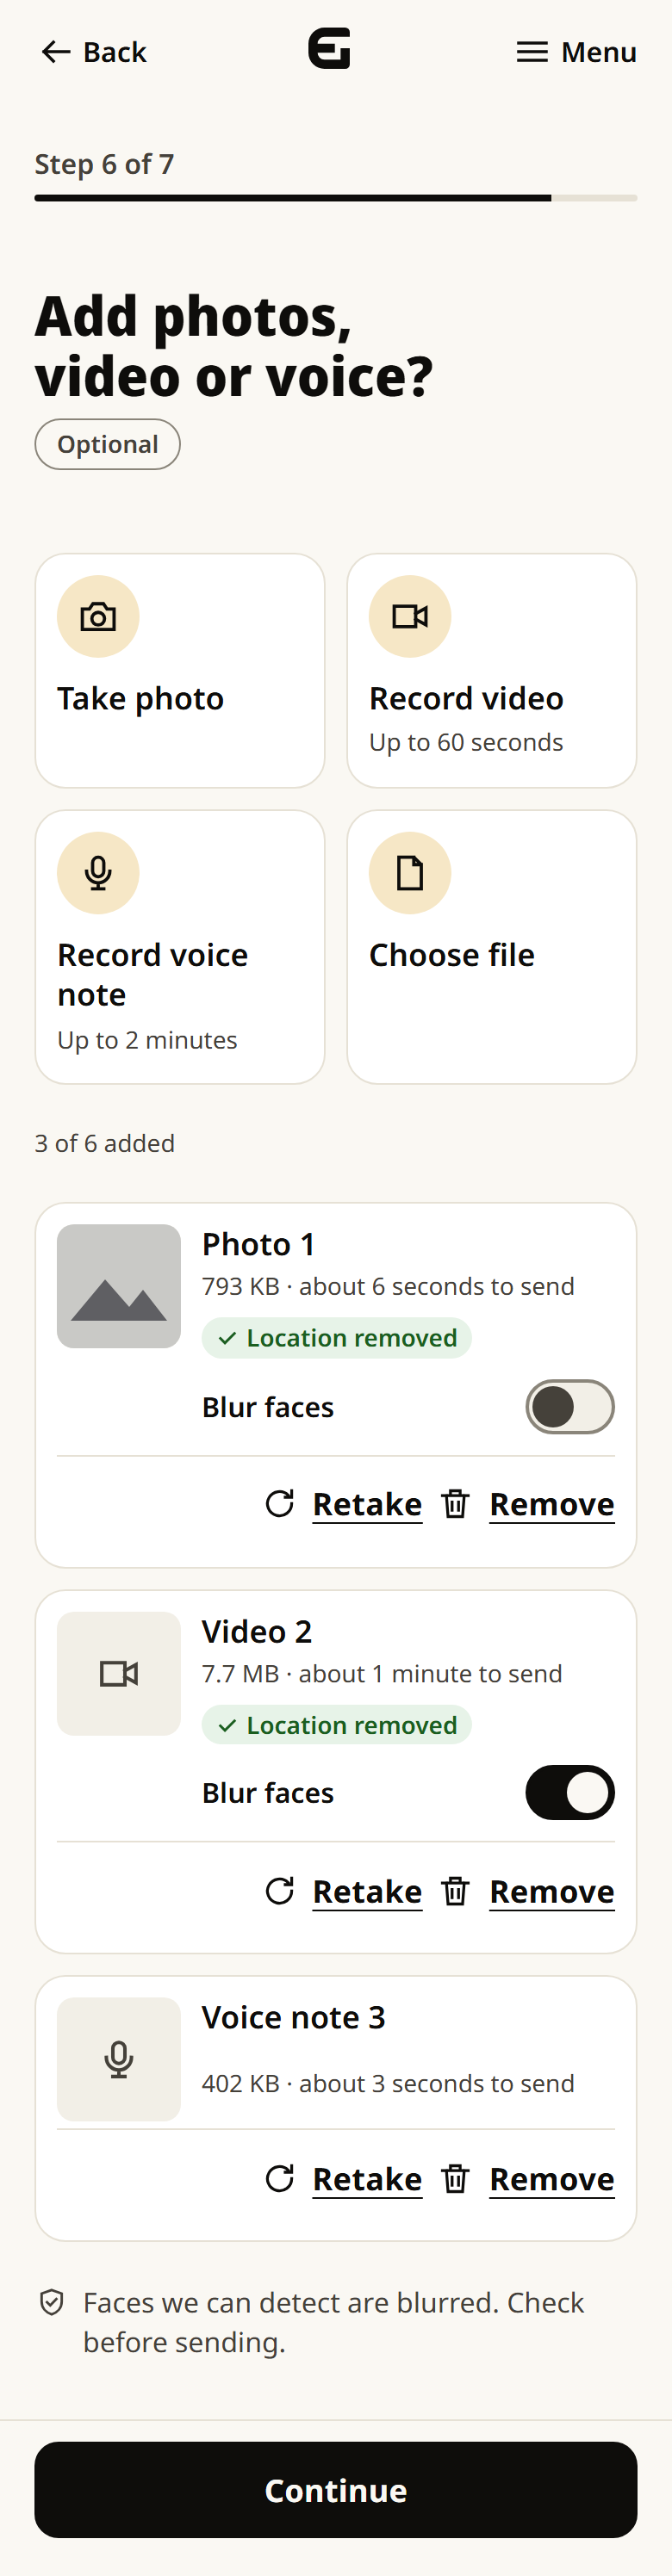 Back
Menu
Step 6 of 7
Add photos,
video or voice?
Optional
Take photo
Record video
Up to 60 seconds
Record voice
note
Up to 2 minutes
Choose file
3 of 6 added
Photo 1
793 KB · about 6 seconds to send
Location removed
Blur faces
Retake Remove
Video 2
7.7 MB · about 1 minute to send
Location removed
Blur faces
Retake Remove
Voice note 3
402 KB · about 3 seconds to send
Retake Remove
Faces we can detect are blurred. Check
before sending.
Continue